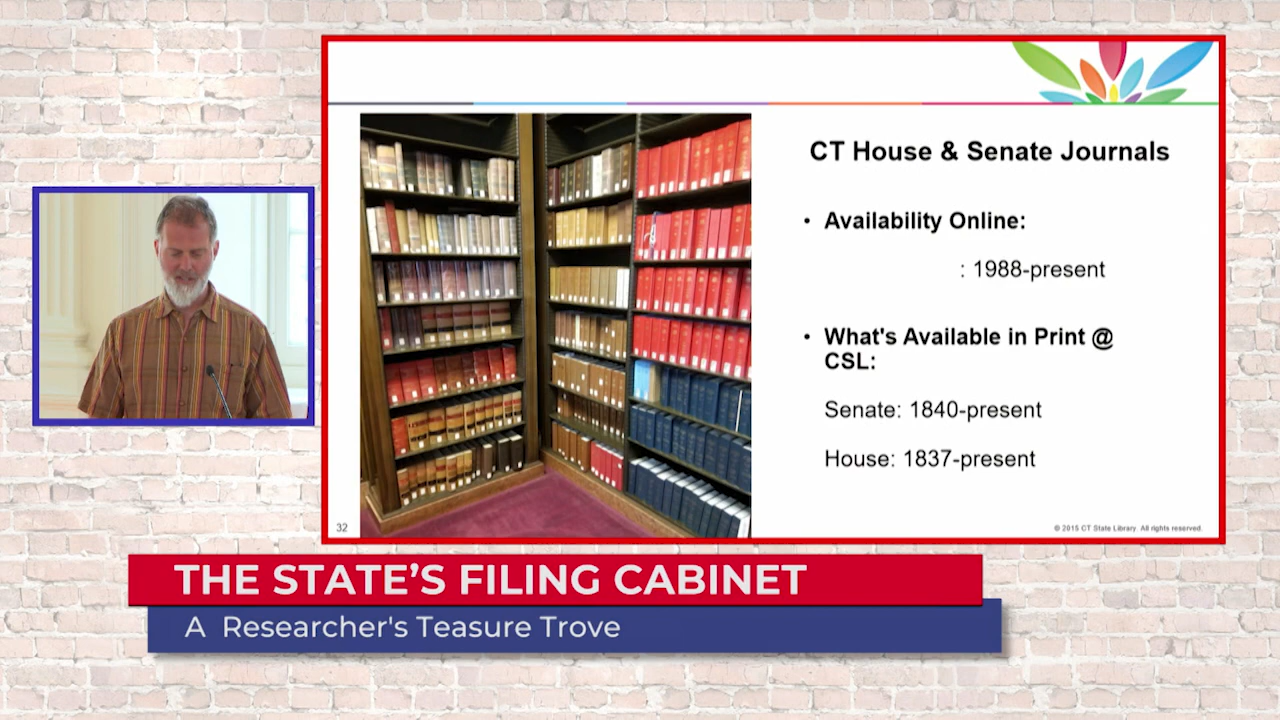 CT House & Senate Journals
• Availability Online:
: 1988-present
• What's Available in Print @
CSL:
Senate: 1840-present
House: 1837-present
32
© 2015 CT State Library. All rights reserved.
THE STATE’S FILING CABINET
A Researcher's Teasure Trove